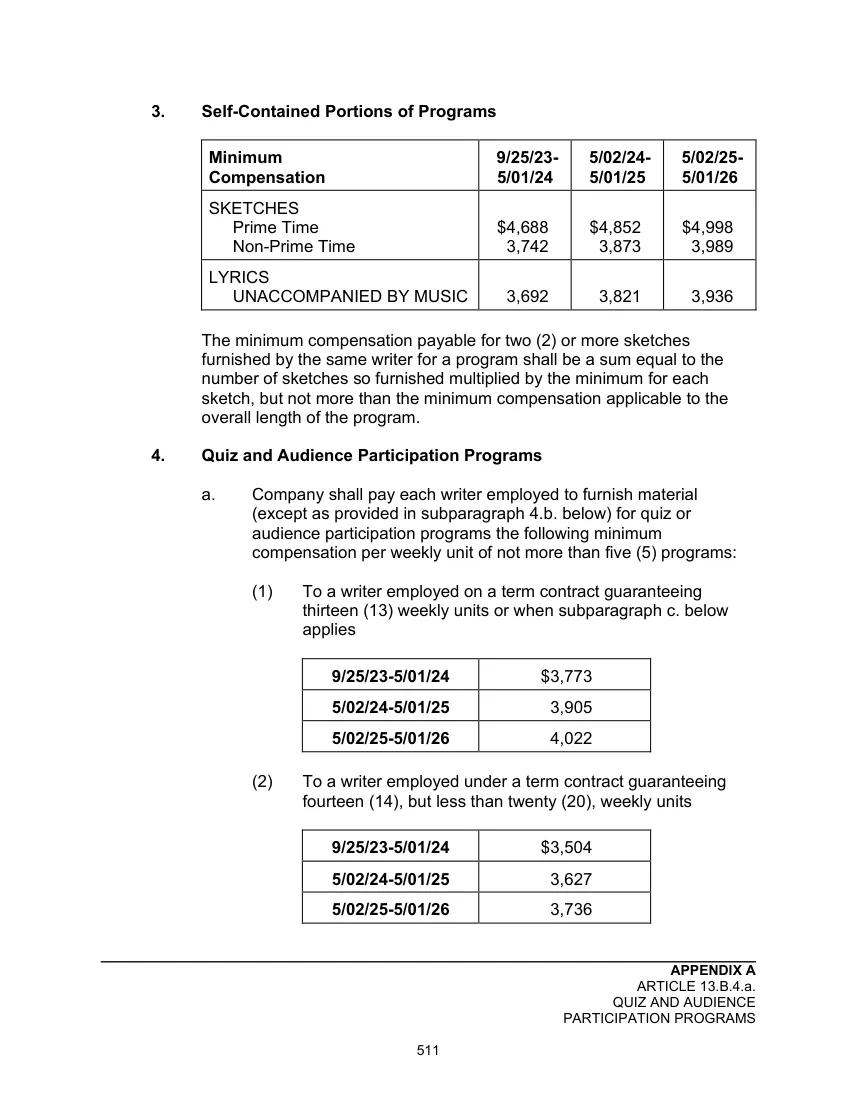 3. Self-Contained Portions of Programs
Minimum Compensation 9/25/23-5/01/24 5/02/24-5/01/25 5/02/25-5/01/26
SKETCHES
Prime Time $4,688 $4,852 $4,998
Non-Prime Time 3,742 3,873 3,989
LYRICS
UNACCOMPANIED BY MUSIC 3,692 3,821 3,936
The minimum compensation payable for two (2) or more sketches
furnished by the same writer for a program shall be a sum equal to the
number of sketches so furnished multiplied by the minimum for each
sketch, but not more than the minimum compensation applicable to the
overall length of the program.
4. Quiz and Audience Participation Programs
a. Company shall pay each writer employed to furnish material
(except as provided in subparagraph 4.b. below) for quiz or
audience participation programs the following minimum
compensation per weekly unit of not more than five (5) programs:
(1) To a writer employed on a term contract guaranteeing
thirteen (13) weekly units or when subparagraph c. below
applies
9/25/23-5/01/24 $3,773
5/02/24-5/01/25 3,905
5/02/25-5/01/26 4,022
(2) To a writer employed under a term contract guaranteeing
fourteen (14), but less than twenty (20), weekly units
9/25/23-5/01/24 $3,504
5/02/24-5/01/25 3,627
5/02/25-5/01/26 3,736
APPENDIX A
ARTICLE 13.B.4.a.
QUIZ AND AUDIENCE
PARTICIPATION PROGRAMS
511